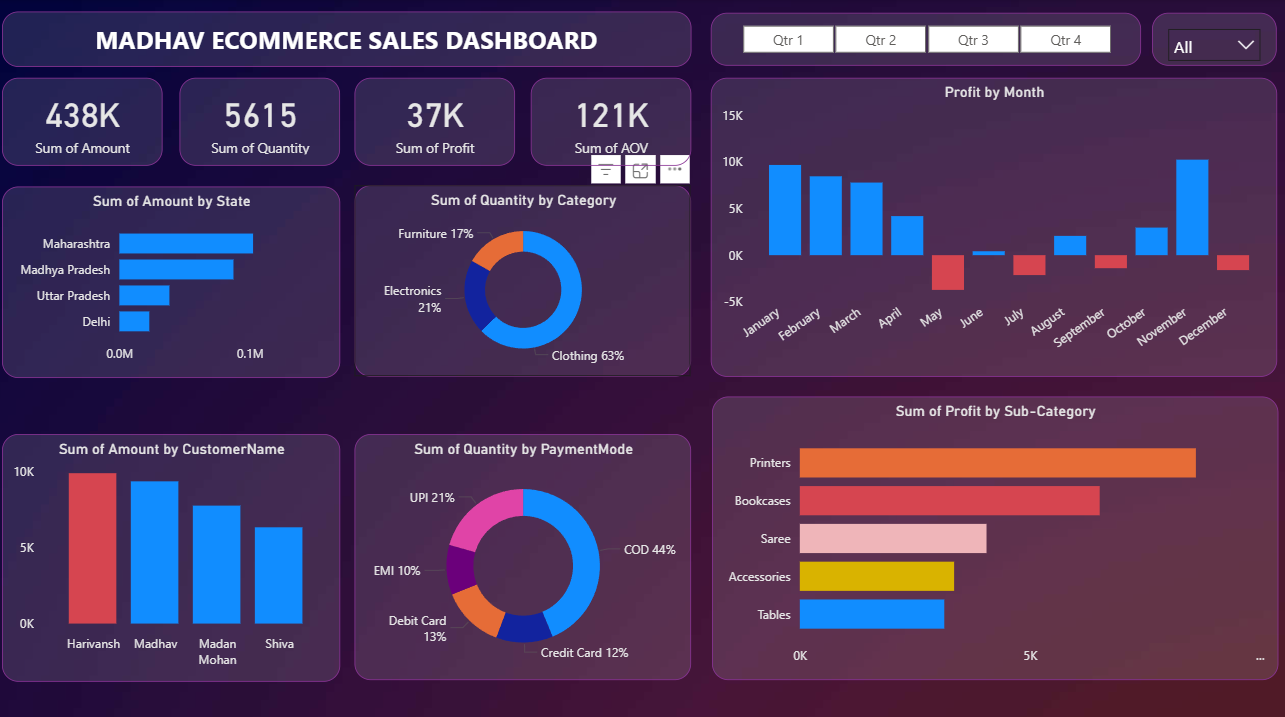 MADHAV ECOMMERCE SALES DASHBOARD
Qtr 1
Qtr 2
Qtr 3
Qtr 4
All
438K
Sum of Amount
5615
Sum of Quantity
37K
Sum of Profit
121K
Sum of AOV
Profit by Month
15K
10K
5K
0K
-5K
January
February
March
April
May
June
July
August
September
October
November
December
Sum of Amount by State
Maharashtra
Madhya Pradesh
Uttar Pradesh
Delhi
0.0M
0.1M
Sum of Quantity by Category
Furniture 17%
Electronics
21%
Clothing 63%
Sum of Amount by CustomerName
10K
5K
0K
Harivansh
Madhav
Madan
Mohan
Shiva
Sum of Quantity by PaymentMode
UPI 21%
COD 44%
EMI 10%
Debit Card
13%
Credit Card 12%
Sum of Profit by Sub-Category
Printers
Bookcases
Saree
Accessories
Tables
0K
5K
...